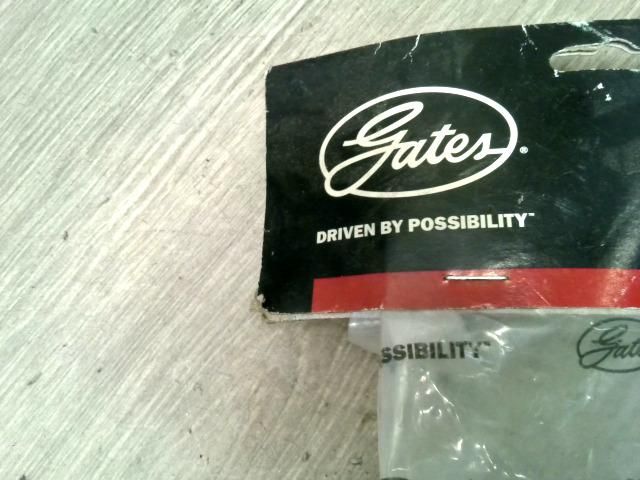 Gates®
DRIVEN BY POSSIBILITY™
SSIBILITY™
Gates